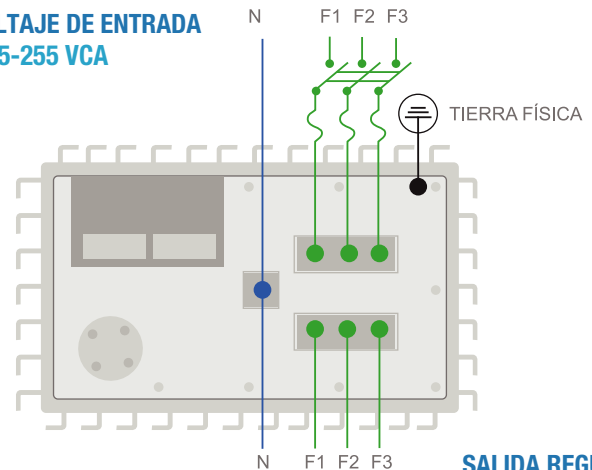 LTAJE DE ENTRADA
5-255 VCA
N F1 F2 F3
TIERRA FÍSICA
N F1 F2 F3
SALIDA REG